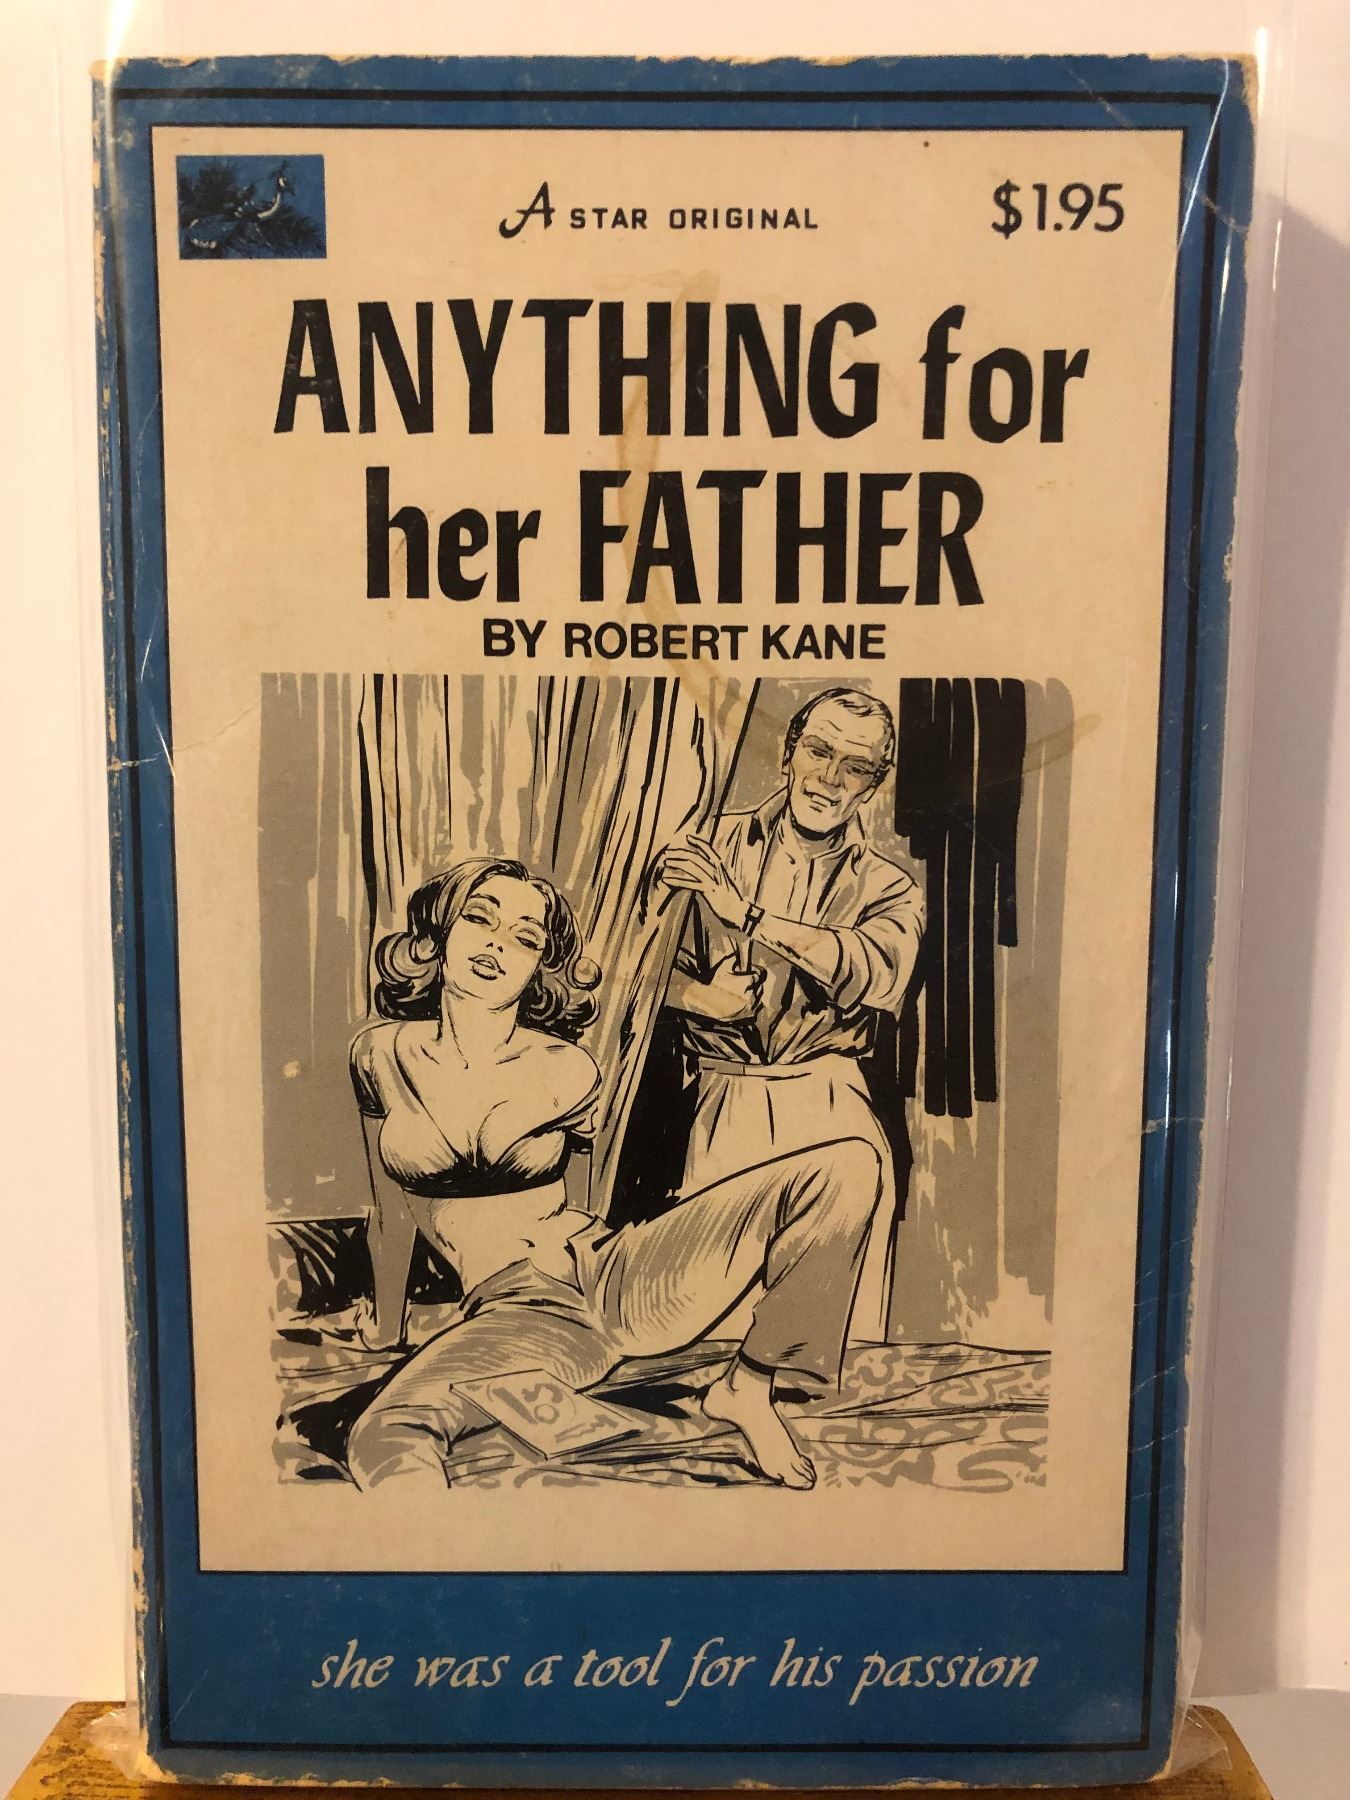 A STAR ORIGINAL
$1.95
ANYTHING for
her FATHER
BY ROBERT KANE
she was a tool for his passion